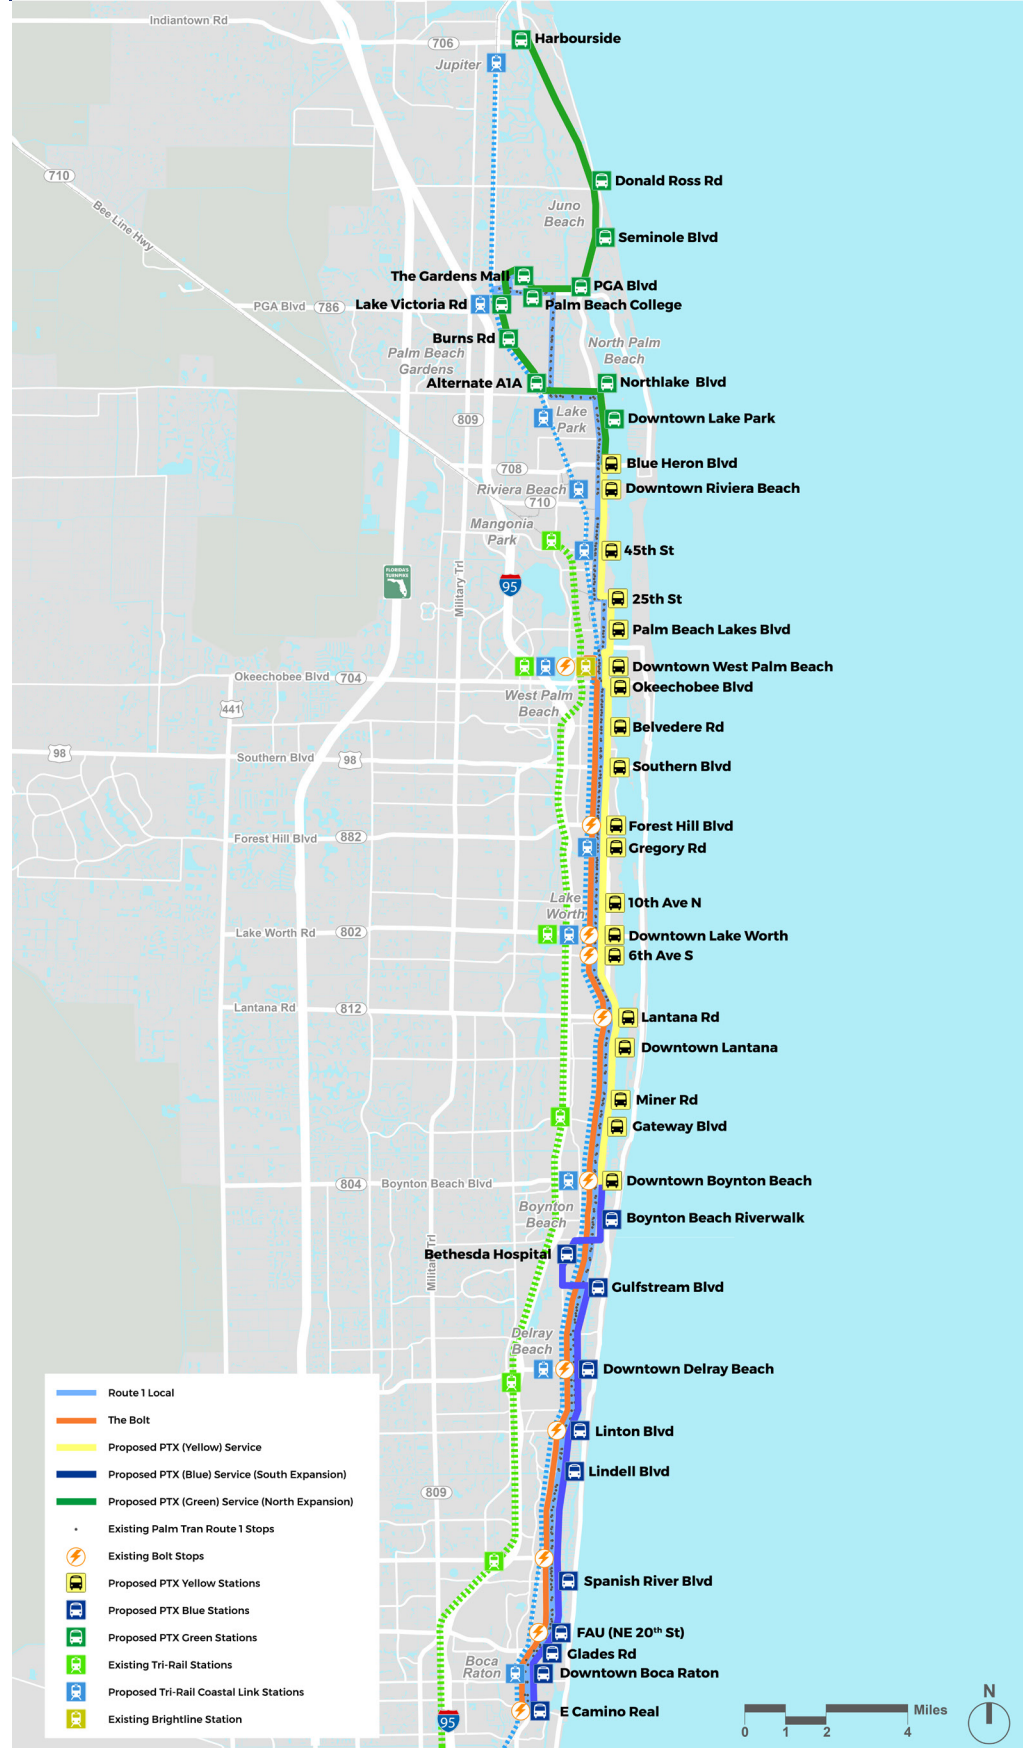 Indiantown Rd
706
Harbourside
Jupiter
710
Bee Line Hwy
Donald Ross Rd
Juno
Beach
Seminole Blvd
The Gardens Mall
PGA Blvd
PGA Blvd
786
Lake Victoria Rd
Palm Beach College
Burns Rd
North Palm
Beach
Palm Beach
Gardens
Alternate A1A
Northlake Blvd
809
Lake
Park
Downtown Lake Park
Blue Heron Blvd
708
Riviera Beach
Downtown Riviera Beach
710
Mangonia
Park
45th St
FLORIDA'S
TURNPIKE
95
Military Trl
25th St
Palm Beach Lakes Blvd
Downtown West Palm Beach
Okeechobee Blvd
704
Okeechobee Blvd
West Palm
Beach
441
Belvedere Rd
98
Southern Blvd
98
Southern Blvd
Forest Hill Blvd
882
Forest Hill Blvd
Gregory Rd
Lake
Worth
10th Ave N
Lake Worth Rd
802
Downtown Lake Worth
6th Ave S
Lantana Rd
812
Lantana Rd
Downtown Lantana
Miner Rd
Gateway Blvd
804
Boynton Beach Blvd
Downtown Boynton Beach
Boynton
Beach
Boynton Beach Riverwalk
Military Trl
Bethesda Hospital
Gulfstream Blvd
Delray
Beach
Downtown Delray Beach
Linton Blvd
Lindell Blvd
809
Spanish River Blvd
FAU (NE 20th St)
Glades Rd
Boca
Raton
Downtown Boca Raton
E Camino Real
95
Route 1 Local
The Bolt
Proposed PTX (Yellow) Service
Proposed PTX (Blue) Service (South Expansion)
Proposed PTX (Green) Service (North Expansion)
Existing Palm Tran Route 1 Stops
Existing Bolt Stops
Proposed PTX Yellow Stations
Proposed PTX Blue Stations
Proposed PTX Green Stations
Existing Tri-Rail Stations
Proposed Tri-Rail Coastal Link Stations
Existing Brightline Station
Miles
0 1 2 4
N